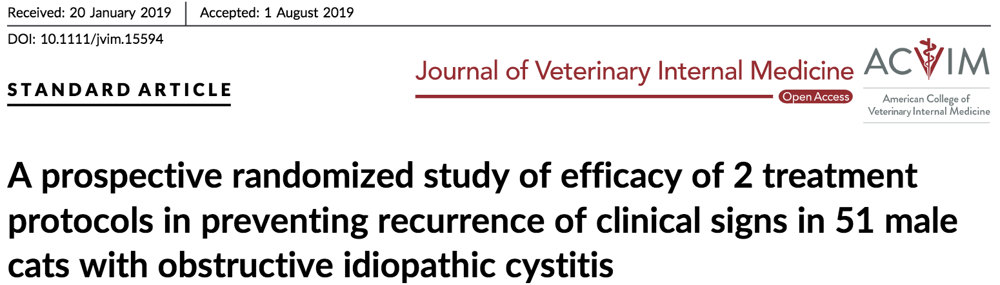 Received: 20 January 2019 Accepted: 1 August 2019
DOI: 10.1111/jvim.15594
Journal of Veterinary Internal Medicine
Open Access
ACVIM
American College of
Veterinary Internal Medicine
STANDARD ARTICLE
A prospective randomized study of efficacy of 2 treatment
protocols in preventing recurrence of clinical signs in 51 male
cats with obstructive idiopathic cystitis